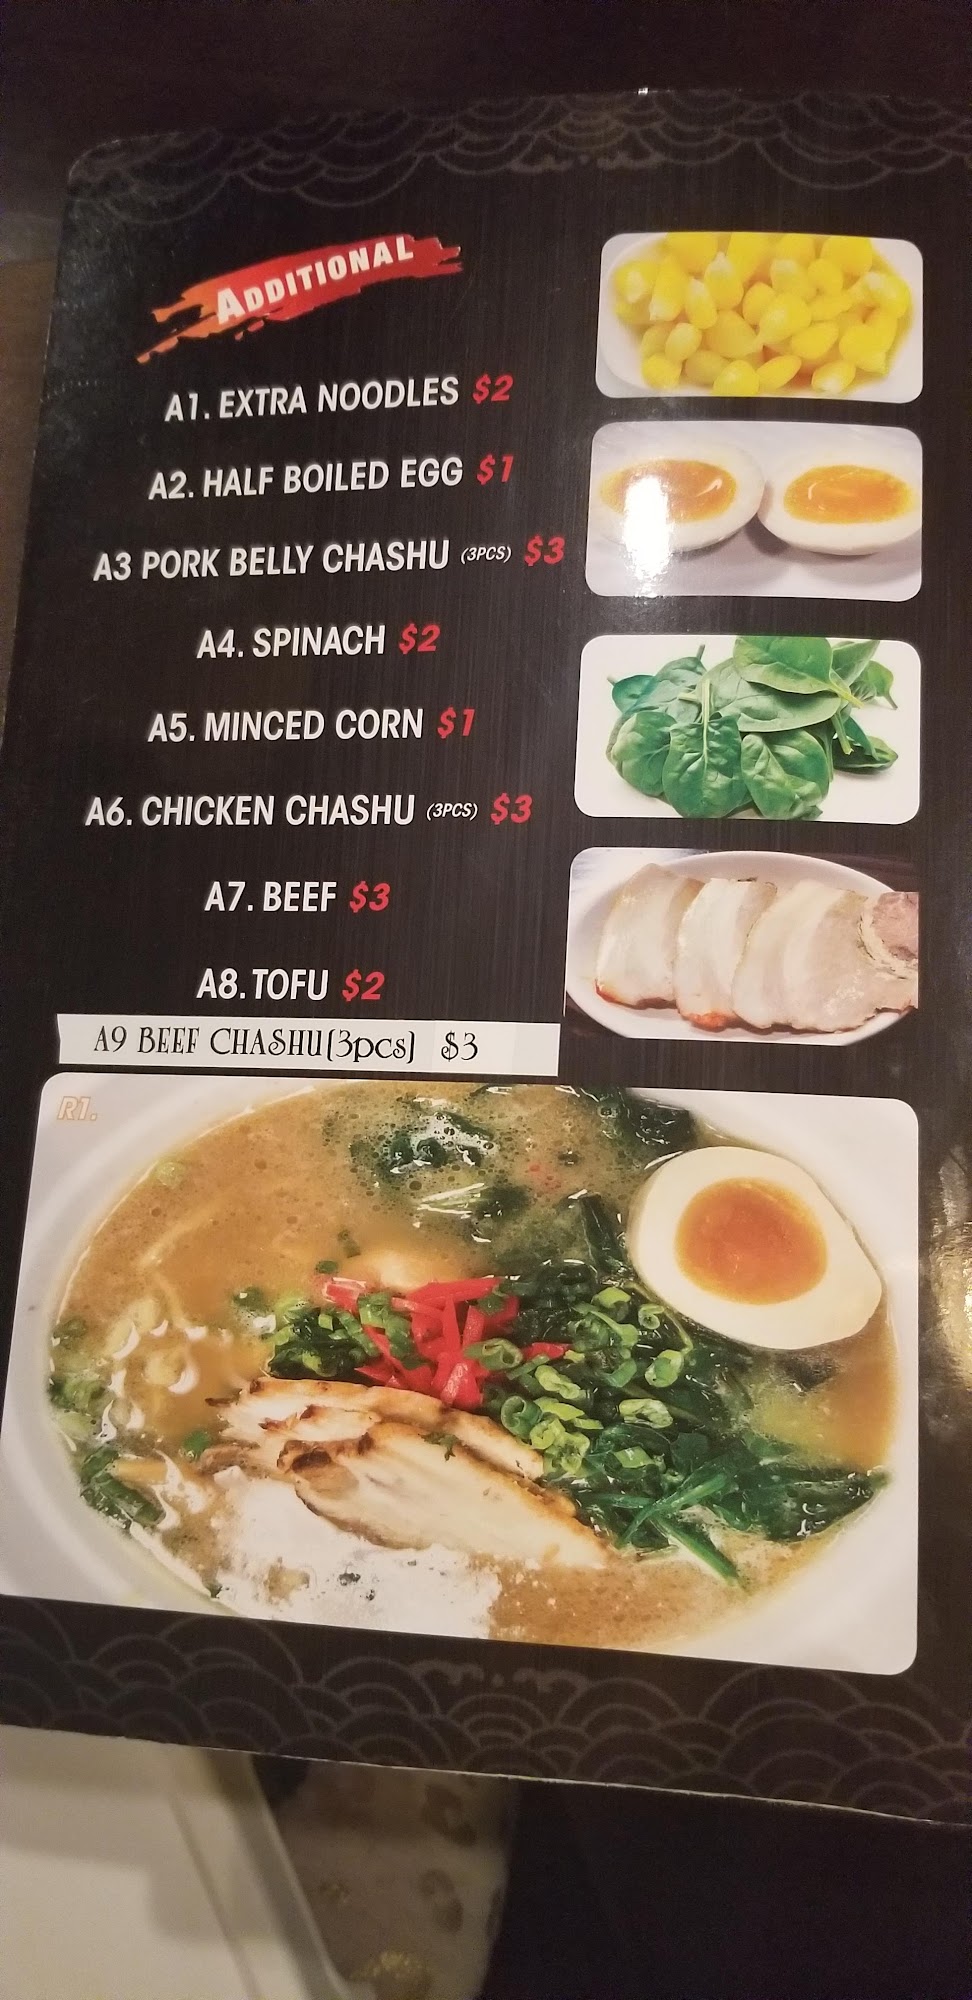 ADDITIONAL
A1. EXTRA NOODLES $2
A2. HALF BOILED EGG $1
A3 PORK BELLY CHASHU (3PCS) $3
A4. SPINACH $2
A5. MINCED CORN $1
A6. CHICKEN CHASHU (3PCS) $3
A7. BEEF $3
A8. TOFU $2
A9 BEEF CHASHU(3pcs) $3
R1.